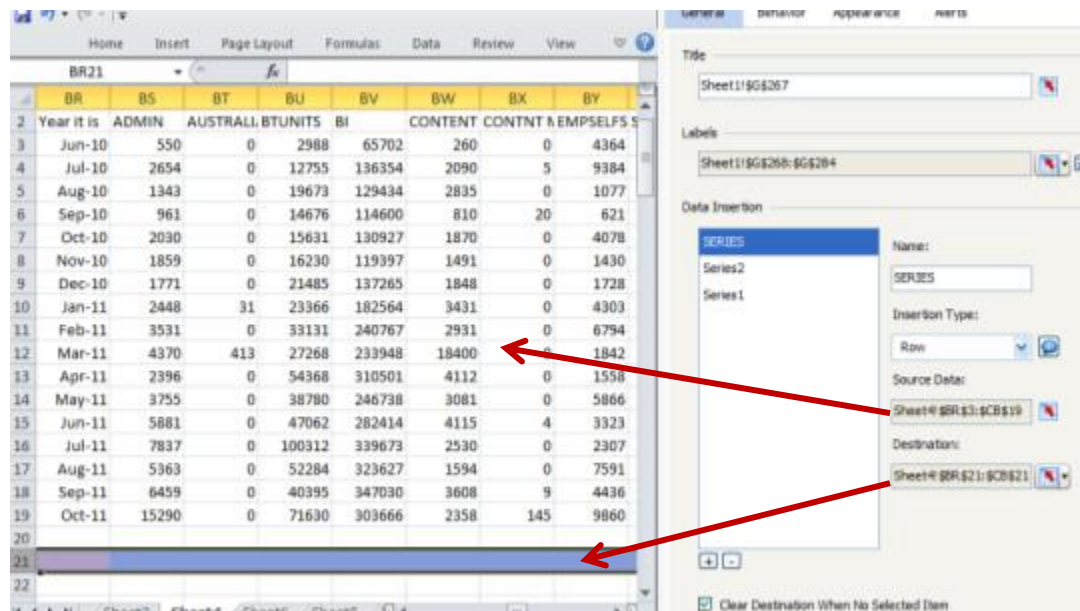 General Behavior Appearance Alerts
Home Insert Page Layout Formulas Data Review View
BR21 fx
BR BS BT BU BV BW BX BY
2 Year it is ADMIN AUSTRALI BTUNITS BI CONTENT CONTNT M EMPSELFS S
3 Jun-10 550 0 2988 65702 260 0 4364
4 Jul-10 2654 0 12755 136354 2090 5 9384
5 Aug-10 1343 0 19673 129434 2835 0 1077
6 Sep-10 961 0 14676 114600 810 20 621
7 Oct-10 2030 0 15631 130927 1870 0 4078
8 Nov-10 1859 0 16230 119397 1491 0 1430
9 Dec-10 1771 0 21485 137265 1848 0 1728
10 Jan-11 2448 31 23366 182564 3431 0 4303
11 Feb-11 3531 0 33131 240767 2931 0 6794
12 Mar-11 4370 413 27268 233948 18400 0 1842
13 Apr-11 2396 0 54368 310501 4112 0 1558
14 May-11 3755 0 38780 246738 3081 0 5866
15 Jun-11 5881 0 47062 282414 4115 4 3323
16 Jul-11 7837 0 100312 339673 2530 0 2307
17 Aug-11 5363 0 52284 323627 1594 0 7591
18 Sep-11 6459 0 40395 347030 3608 9 4436
19 Oct-11 15290 0 71630 303666 2358 145 9860
20
21
22
Title
Sheet1!$G$267
Labels
Sheet1!$G$268:$G$284
Data Insertion
SERIES
Series2
Series1
Name:
SERIES
Insertion Type:
Row
Source Data:
Sheet4!$BR$3:$CB$19
Destination:
Sheet4!$BR$21:$CB$21
Clear Destination When No Selected Item